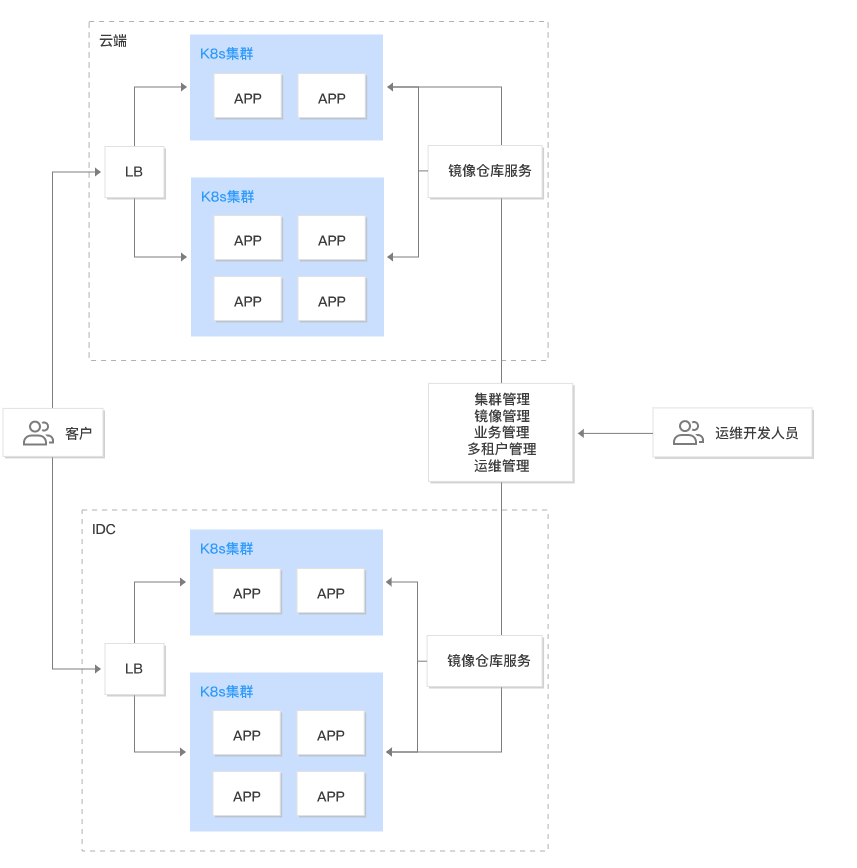 云端
K8s集群
APP
APP
LB
镜像仓库服务
K8s集群
APP
APP
APP
APP
客户
集群管理
镜像管理
业务管理
多租户管理
运维管理
运维开发人员
IDC
K8s集群
APP
APP
LB
镜像仓库服务
K8s集群
APP
APP
APP
APP